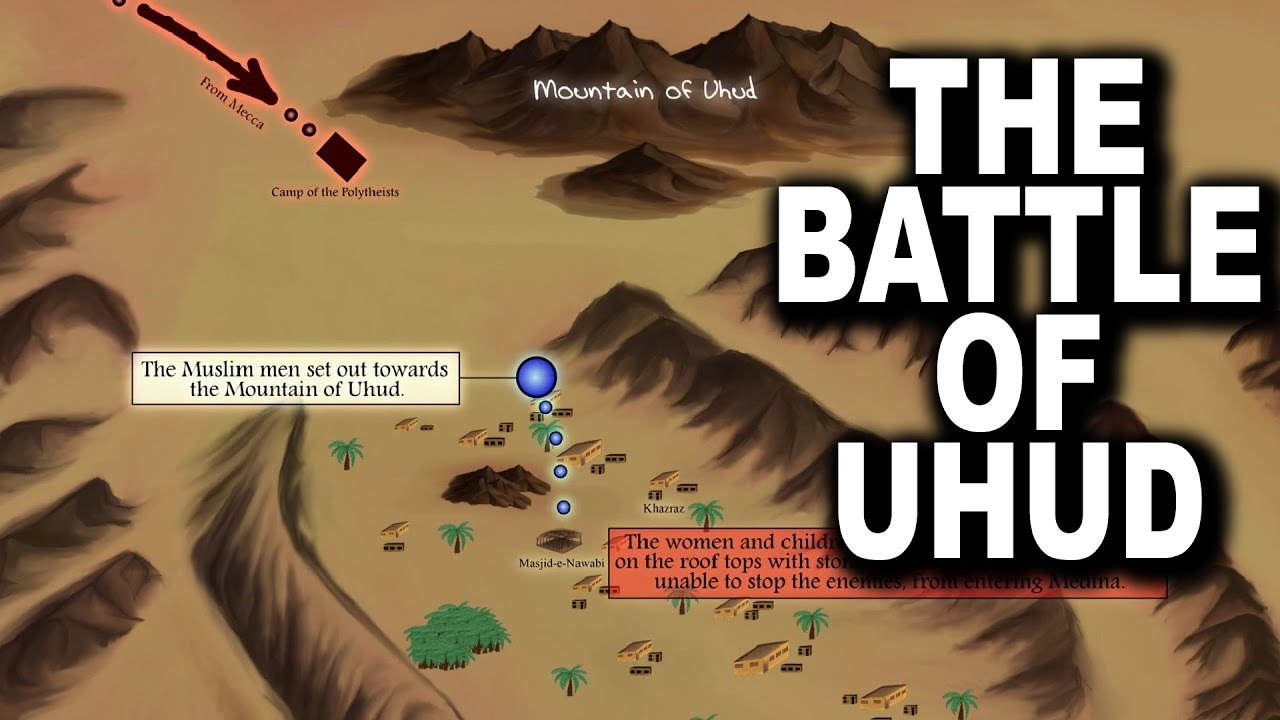 Mountain of Uhud
From Mecca
Camp of the Polytheists
THE
BATTLE
OF
UHUD
The Muslim men set out towards
the Mountain of Uhud.
Khazraz
Masjid-e-Nawabi
The women and
on the roof tops with
unable to stop the enemies, from entering Medina.